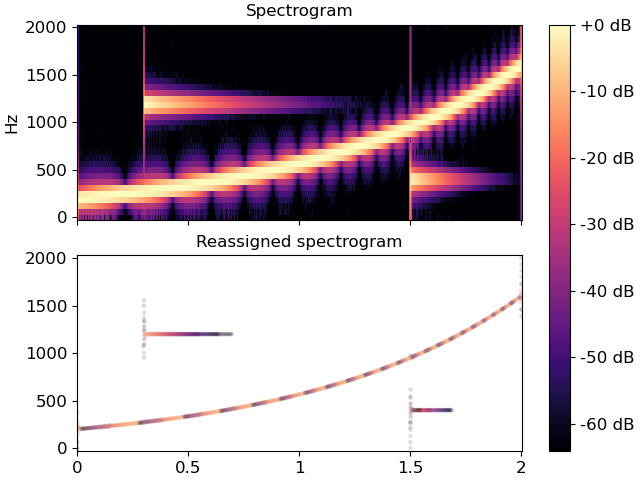 Spectrogram
2000
1500
1000
500
0
Hz
+0 dB
-10 dB
-20 dB
-30 dB
-40 dB
-50 dB
-60 dB
Reassigned spectrogram
2000
1500
1000
500
0
0 0.5 1 1.5 2